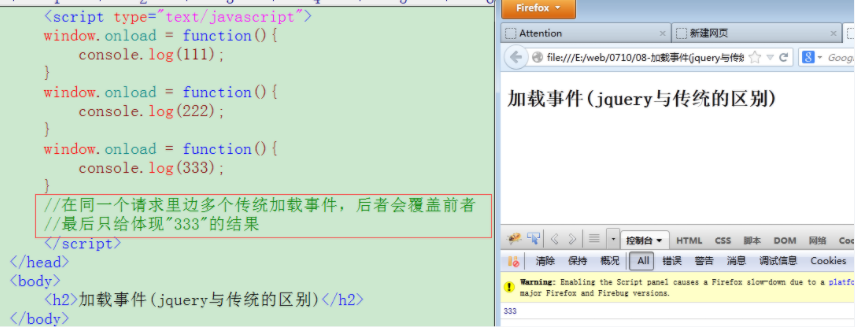 <script type="text/javascript">
window.onload = function(){
console.log(111);
}
window.onload = function(){
console.log(222);
}
window.onload = function(){
console.log(333);
}
//在同一个请求里边多个传统加载事件，后者会覆盖前者
//最后只给体现"333"的结果
</script>
</head>
<body>
<h2>加载事件(jquery与传统的区别)</h2>
</body>
Firefox
Attention
新建网页
file:///E:/web/0710/08-加载事件(jquery与传统
Goog
加载事件(jquery与传统的区别)
控制台 HTML CSS 脚本 DOM 网络 Coo
清除 保持 概况 All 错误 警告 消息 调试信息 Cookies
Warning: Enabling the Script panel causes a Firefox slow-down due to a platfo
major Firefox and Firebug versions.
333